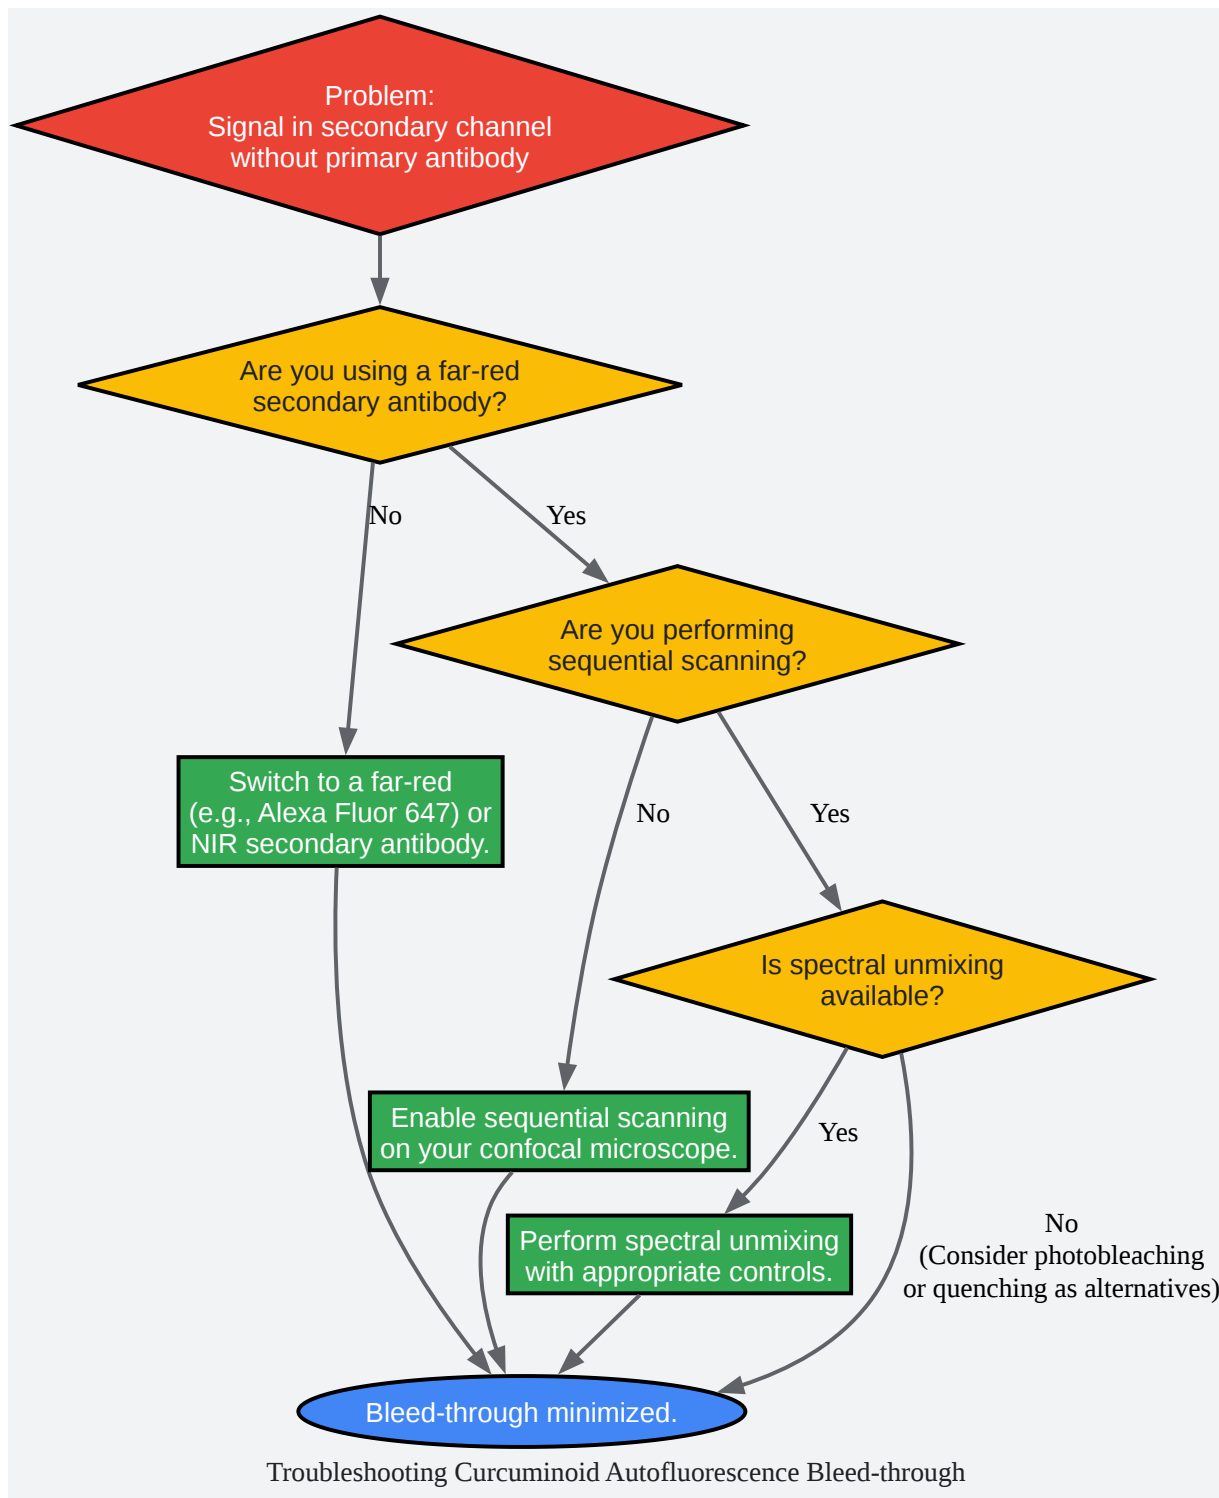 Problem:
Signal in secondary channel
without primary antibody
Are you using a far-red
secondary antibody?
No
Yes
Are you performing
sequential scanning?
Switch to a far-red
(e.g., Alexa Fluor 647) or
NIR secondary antibody.
No
Yes
Is spectral unmixing
available?
Enable sequential scanning
on your confocal microscope.
Yes
Perform spectral unmixing
with appropriate controls.
No
(Consider photobleaching
or quenching as alternatives)
Bleed-through minimized.
Troubleshooting Curcuminoid Autofluorescence Bleed-through